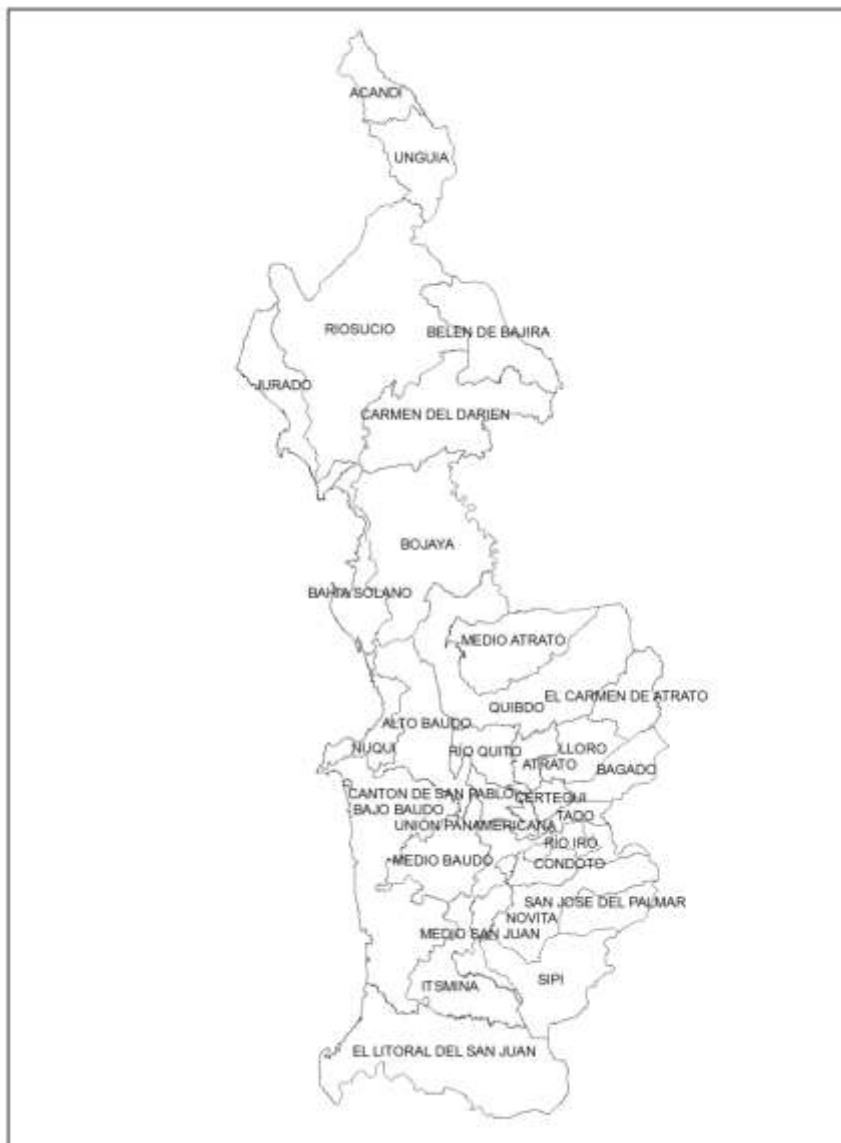 ACANDI
UNGUIA
RIOSUCIO
BELEN DE BAJIRA
JURADO
CARMEN DEL DARIEN
BOJAYA
BAHIA SOLANO
MEDIO ATRATO
EL CARMEN DE ATRATO
QUIBDO
ALTO BAUDO
NUQUI
RIO QUITO
LLORO
ATRATO
BAGADO
CANTON DE SAN PABLO
CERTEGUI
BAJO BAUDO
TADO
UNION PANAMERICANA
RIO IRO
MEDIO BAUDO
CONDOTO
SAN JOSE DEL PALMAR
NOVITA
MEDIO SAN JUAN
SIPI
ITSMINA
EL LITORAL DEL SAN JUAN